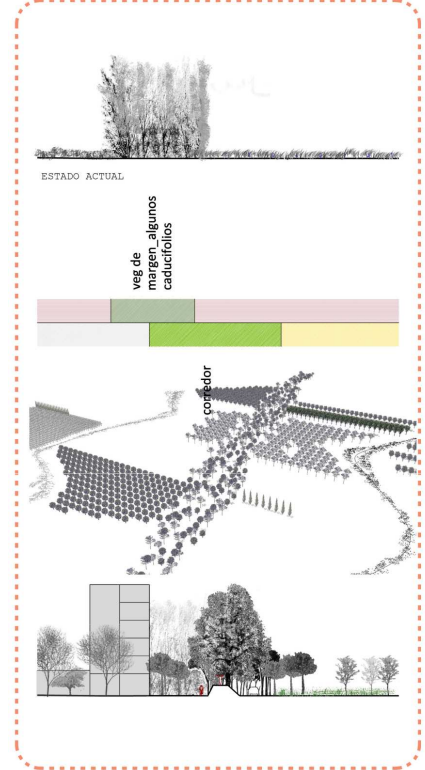 ESTADO ACTUAL
veg de
margen_algunos
caducifolios
corredor